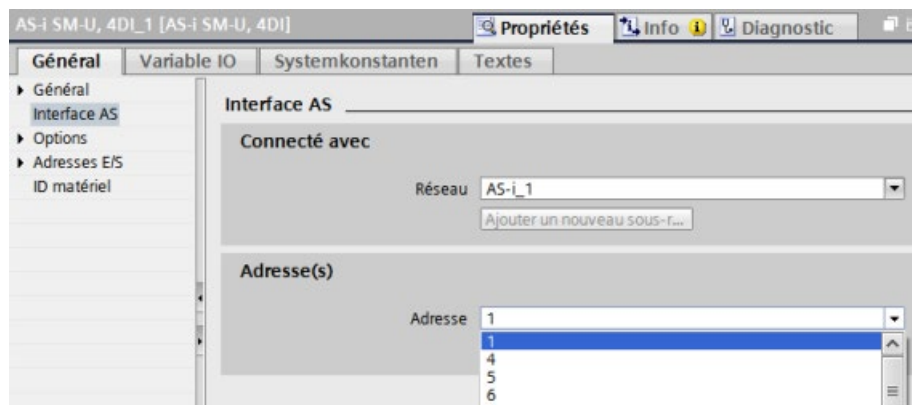 AS-i SM-U, 4DI_1 [AS-i SM-U, 4DI]
Propriétés Info Diagnostic
Général Variable IO Systemkonstanten Textes
Général
Interface AS
Options
Adresses E/S
ID matériel
Interface AS
Connecté avec
Réseau AS-i_1
Ajouter un nouveau sous-r...
Adresse(s)
Adresse 1
1
4
5
6